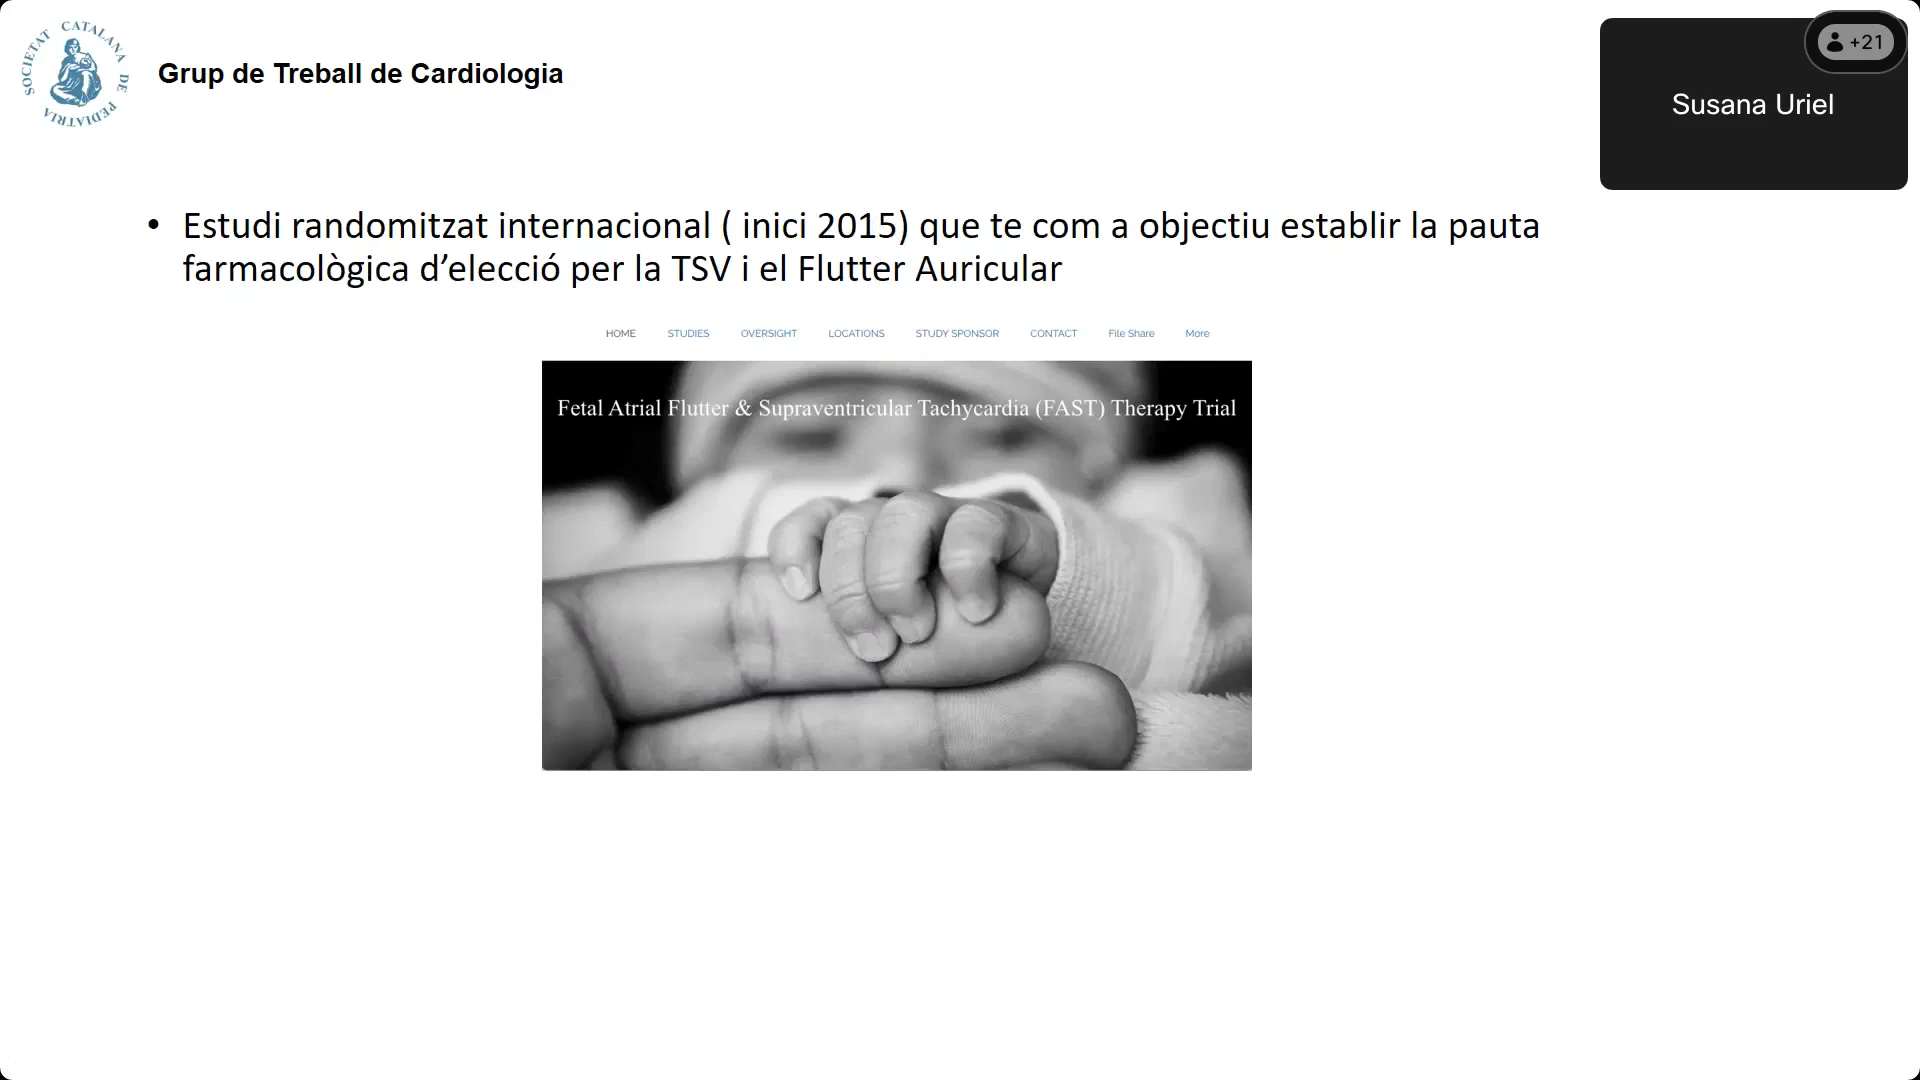 SOCIETAT CATALANA DE PEDIATRIA
Grup de Treball de Cardiologia
+21
Susana Uriel
• Estudi randomitzat internacional ( inici 2015) que te com a objectiu establir la pauta
farmacològica d’elecció per la TSV i el Flutter Auricular
HOME STUDIES OVERSIGHT LOCATIONS STUDY SPONSOR CONTACT File Share More
Fetal Atrial Flutter & Supraventricular Tachycardia (FAST) Therapy Trial